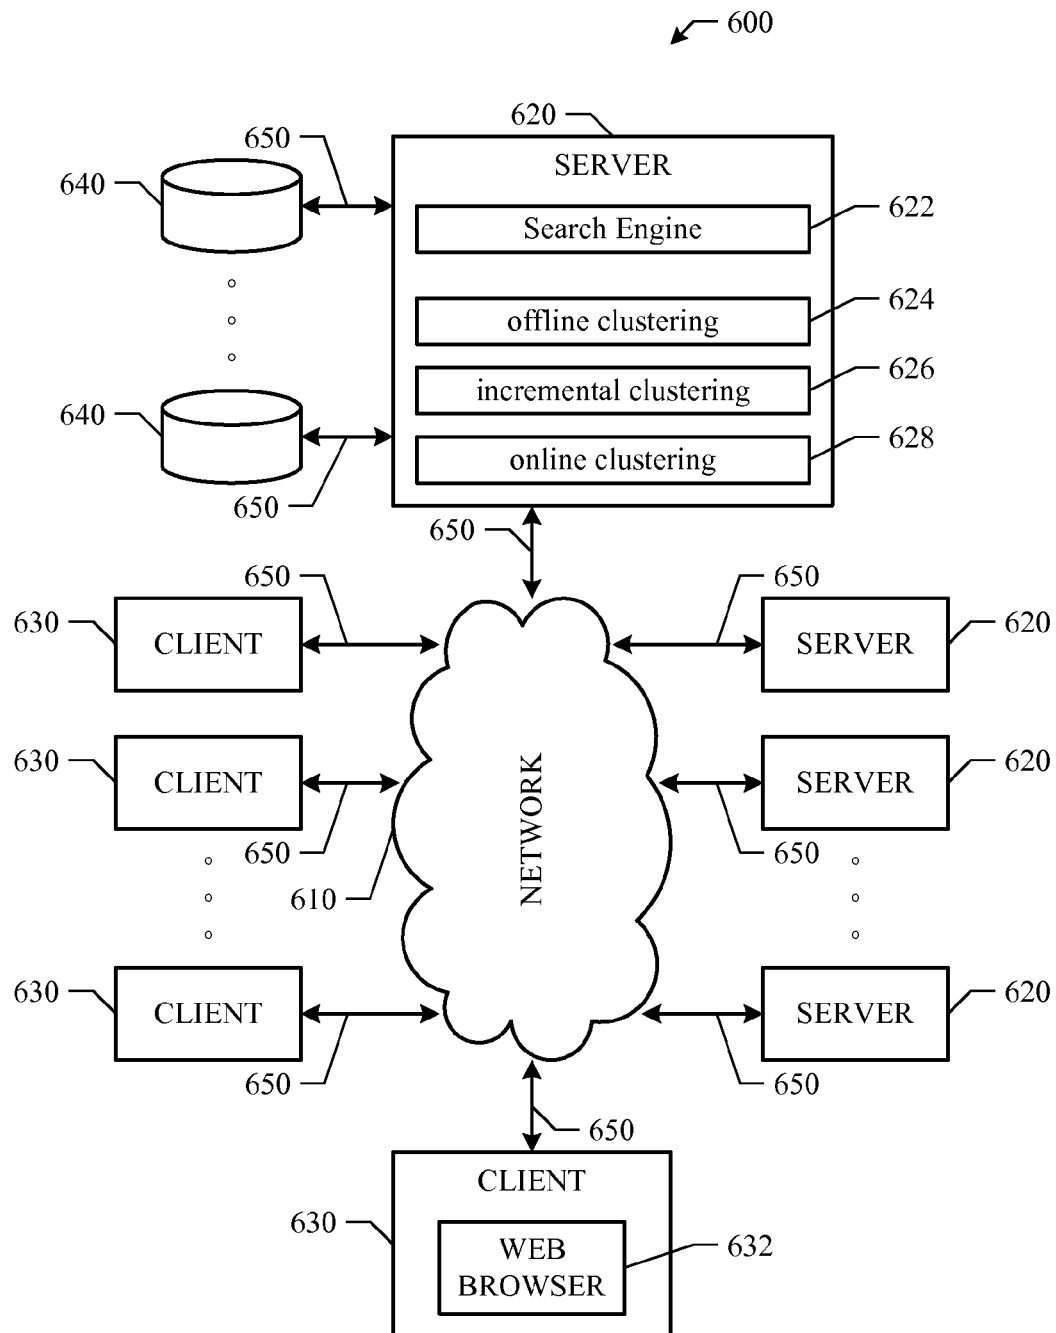 600
620
650
SERVER
640
622
Search Engine
624
offline clustering
626
incremental clustering
640
628
online clustering
650
650
650
650
630
CLIENT
SERVER
620
630
CLIENT
SERVER
620
NETWORK
650
650
610
630
CLIENT
SERVER
620
650
650
650
CLIENT
630
WEB
BROWSER
632